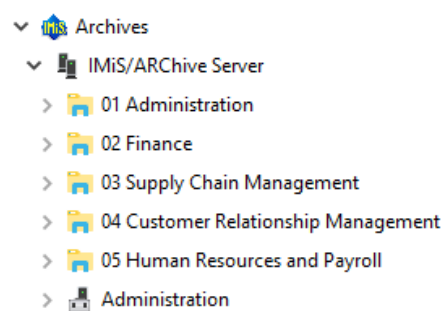 IMiS Archives
IMiS/ARChive Server
01 Administration
02 Finance
03 Supply Chain Management
04 Customer Relationship Management
05 Human Resources and Payroll
Administration